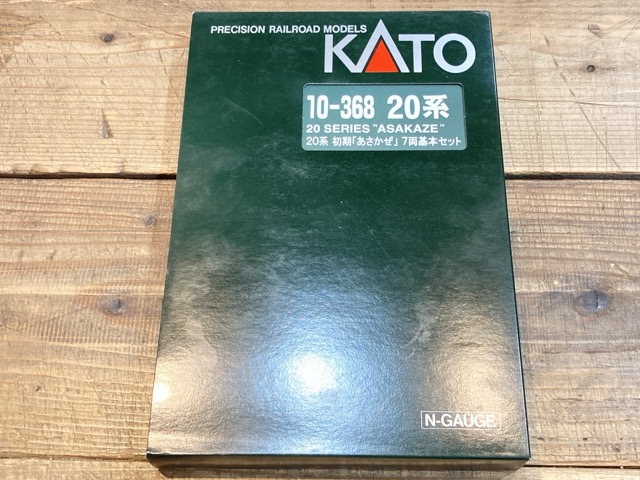 PRECISION RAILROAD MODELS
KATO
10-368 20系
20 SERIES "ASAKAZE"
20系 初期「あさかぜ」7両基本セット
N-GAUGE